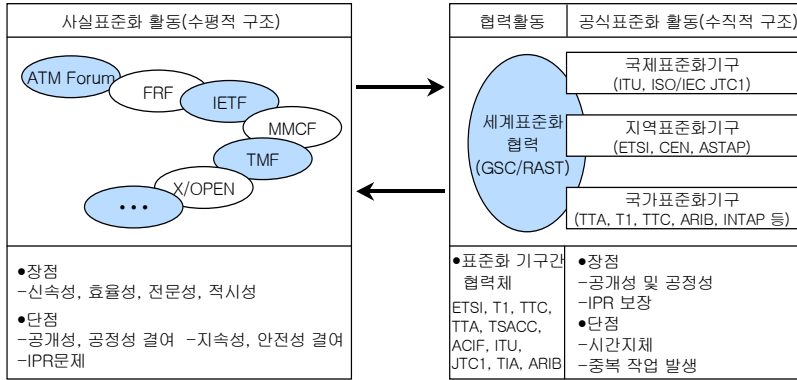 사실표준화 활동(수평적 구조)
ATM Forum
FRF
IETF
MMCF
TMF
X/OPEN
•••
●장점
-신속성, 효율성, 전문성, 적시성
●단점
-공개성, 공정성 결여 -지속성, 안전성 결여
-IPR문제
협력활동
공식표준화 활동(수직적 구조)
세계표준화
협력
(GSC/RAST)
국제표준화기구
(ITU, ISO/IEC JTC1)
지역표준화기구
(ETSI, CEN, ASTAP)
국가표준화기구
(TTA, T1, TTC, ARIB, INTAP 등)
●표준화 기구간
협력체
ETSI, T1, TTC,
TTA, TSACC,
ACIF, ITU,
JTC1, TIA, ARIB
●장점
-공개성 및 공정성
-IPR 보장
●단점
-시간지체
-중복 작업 발생